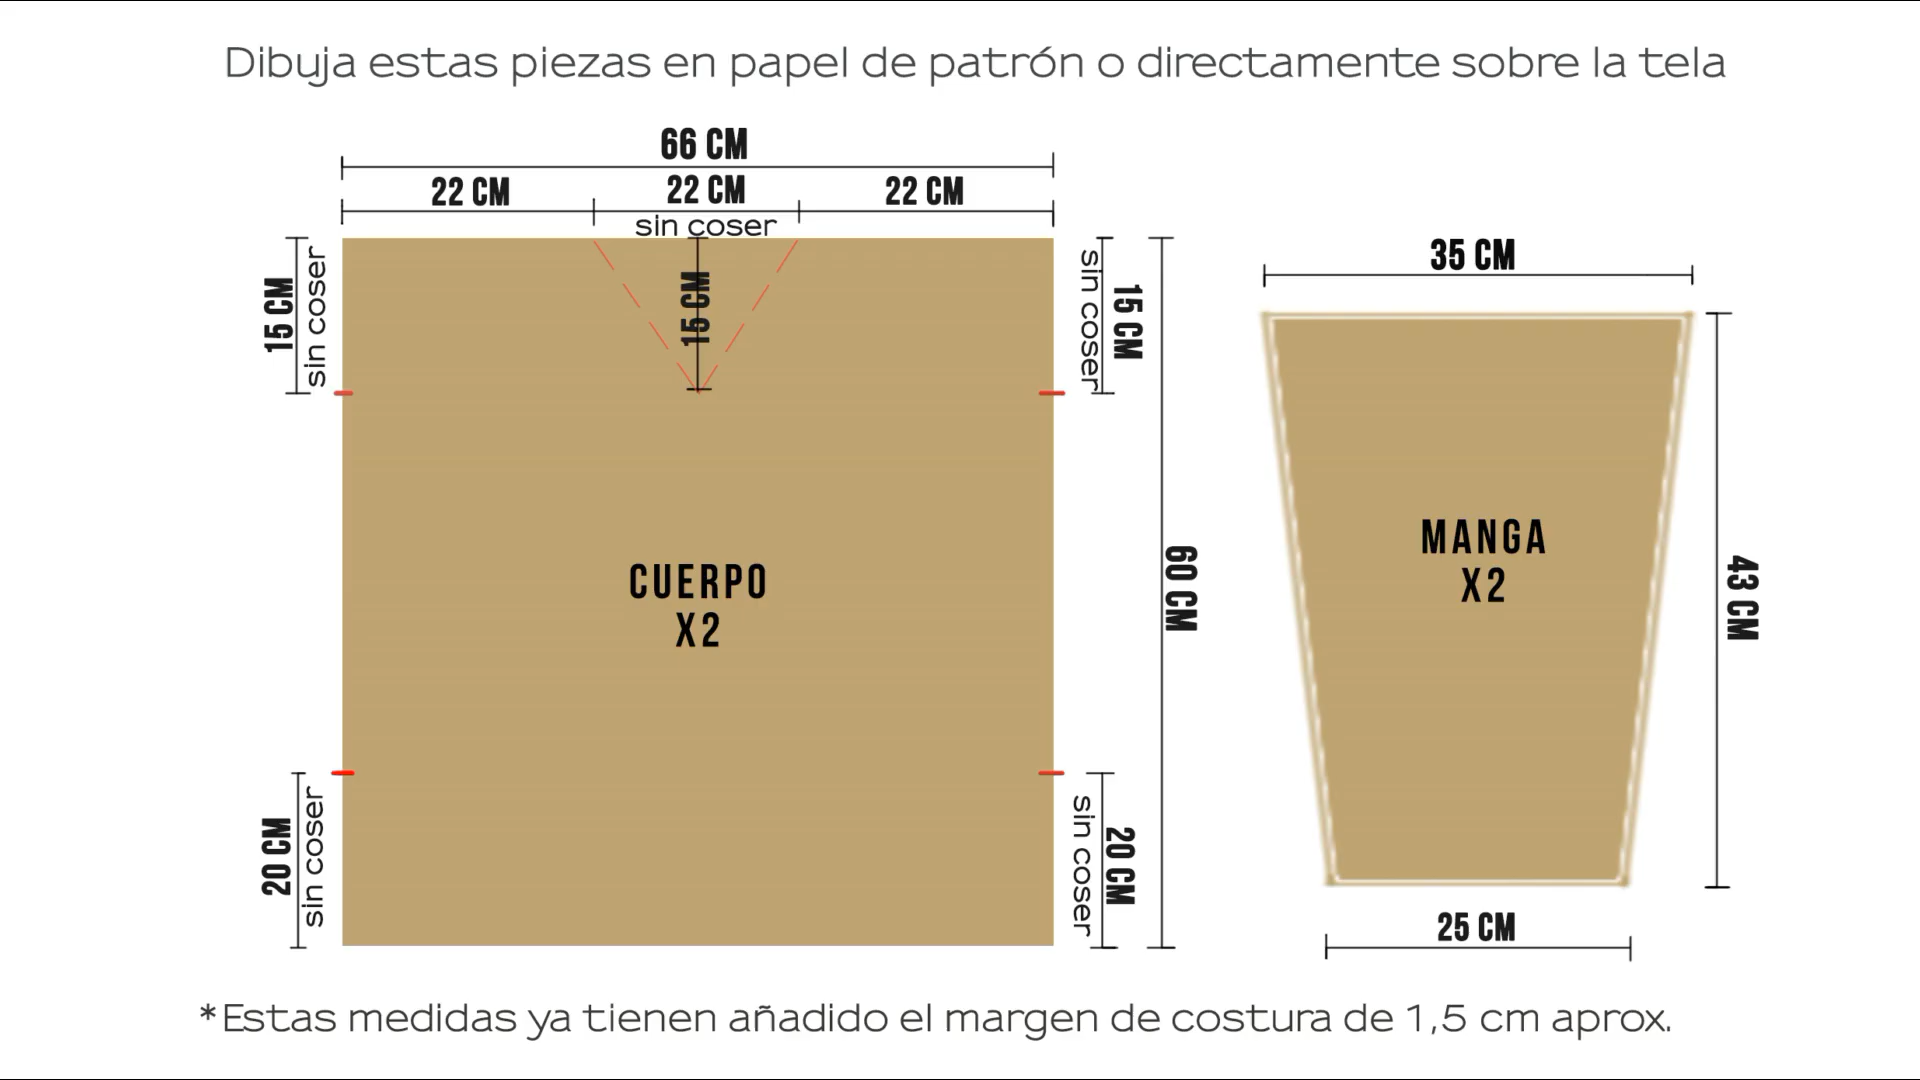 Dibuja estas piezas en papel de patrón o directamente sobre la tela
66 CM
22 CM
22 CM
22 CM
sin coser
15 CM
sin coser
15 CM
sin coser
15 CM
CUERPO
X2
60 CM
20 CM
sin coser
sin coser
20 CM
35 CM
MANGA
X2
43 CM
25 CM
*Estas medidas ya tienen añadido el margen de costura de 1,5 cm aprox.